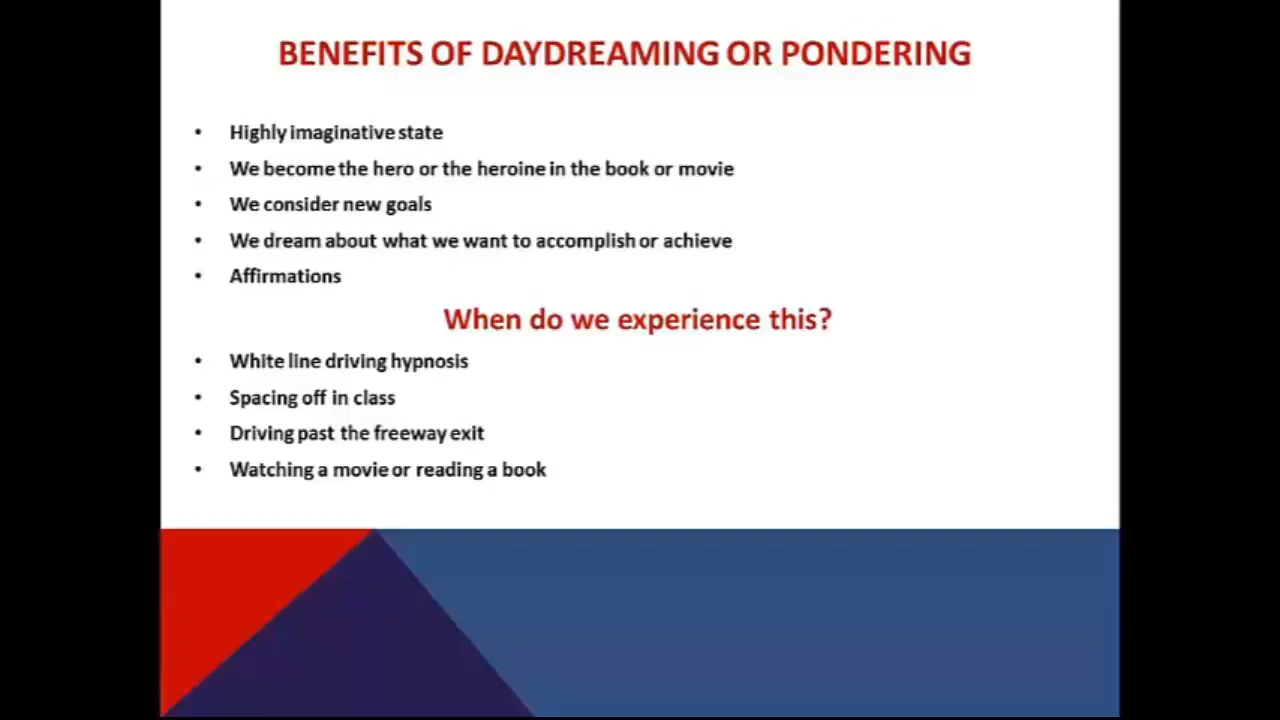 BENEFITS OF DAYDREAMING OR PONDERING
• Highly imaginative state
• We become the hero or the heroine in the book or movie
• We consider new goals
• We dream about what we want to accomplish or achieve
• Affirmations
When do we experience this?
• White line driving hypnosis
• Spacing off in class
• Driving past the freeway exit
• Watching a movie or reading a book